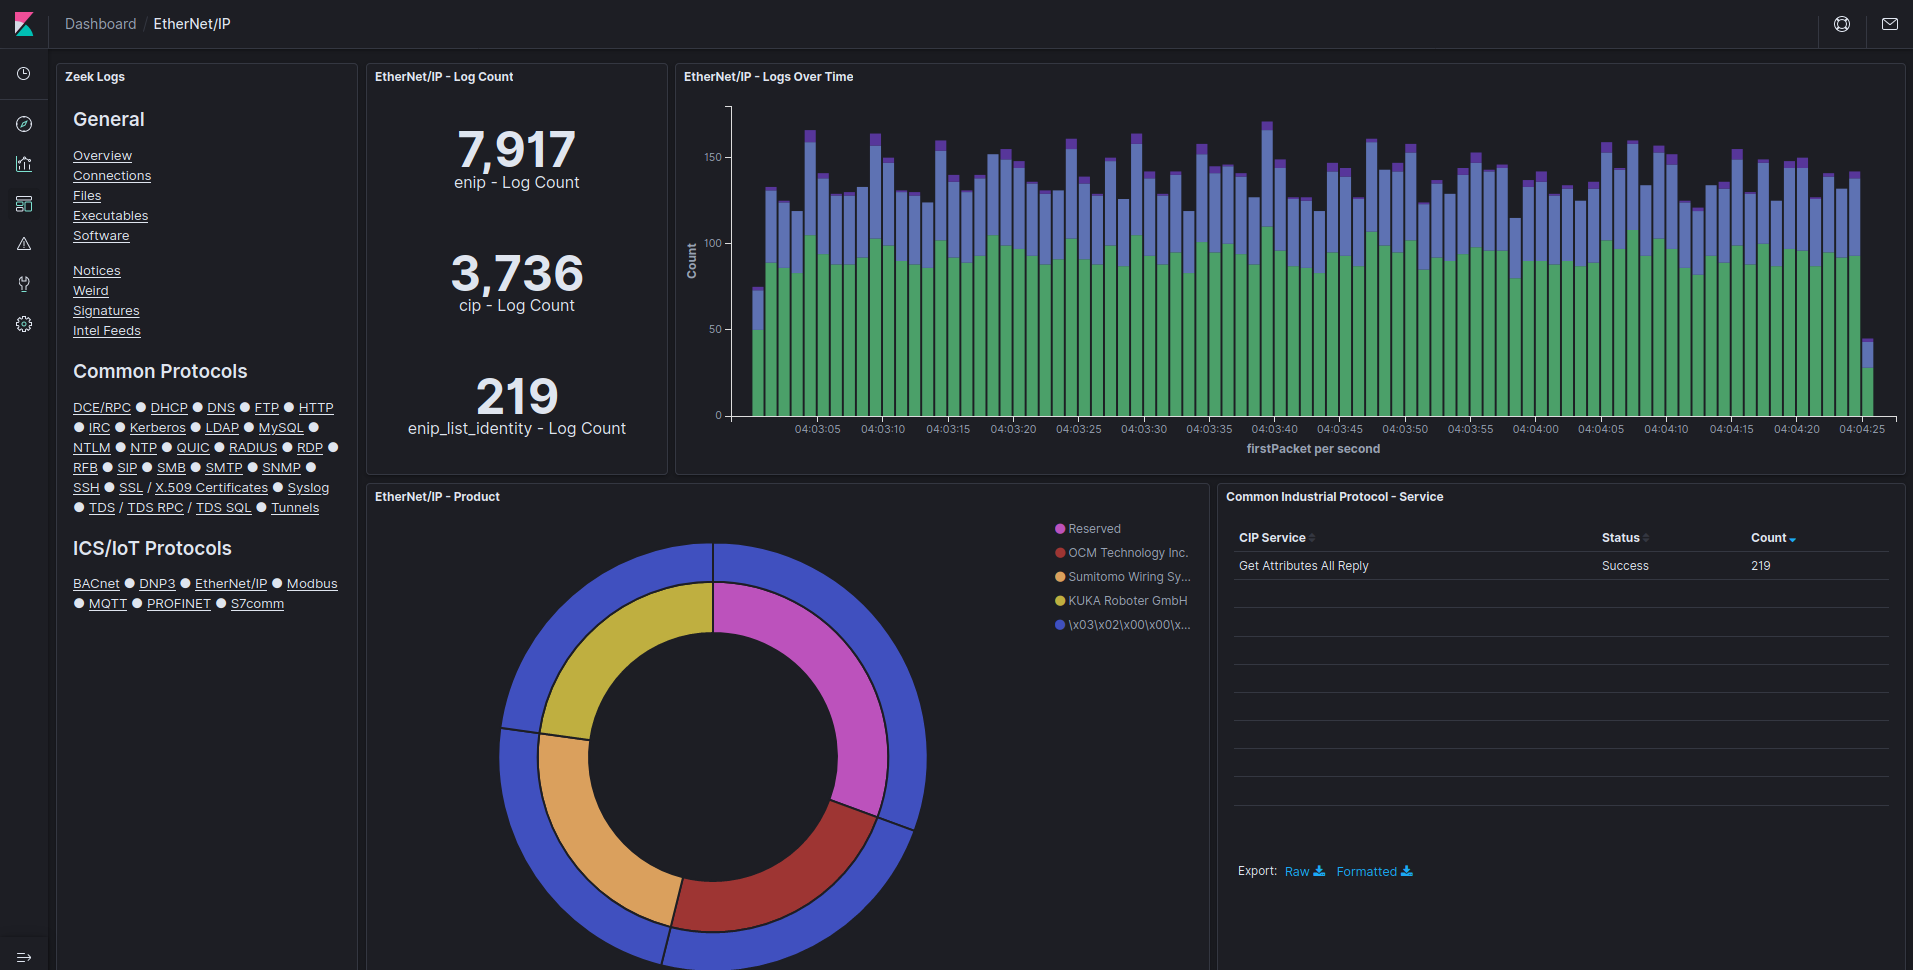 Dashboard / EtherNet/IP
Zeek Logs
General
Overview
Connections
Files
Executables
Software
Notices
Weird
Signatures
Intel Feeds
Common Protocols
DCE/RPC ● DHCP ● DNS ● FTP ● HTTP
● IRC ● Kerberos ● LDAP ● MySQL ●
NTLM ● NTP ● QUIC ● RADIUS ● RDP ●
RFB ● SIP ● SMB ● SMTP ● SNMP ●
SSH ● SSL / X.509 Certificates ● Syslog
● TDS / TDS RPC / TDS SQL ● Tunnels
ICS/IoT Protocols
BACnet ● DNP3 ● EtherNet/IP ● Modbus
● MQTT ● PROFINET ● S7comm
EtherNet/IP - Log Count
7,917
enip - Log Count
3,736
cip - Log Count
219
enip_list_identity - Log Count
EtherNet/IP - Logs Over Time
Count
150
100
50
0
04:03:05 04:03:10 04:03:15 04:03:20 04:03:25 04:03:30 04:03:35 04:03:40 04:03:45 04:03:50 04:03:55 04:04:00 04:04:05 04:04:10 04:04:15 04:04:20 04:04:25
firstPacket per second
EtherNet/IP - Product
Reserved
OCM Technology Inc.
Sumitomo Wiring Sy...
KUKA Roboter GmbH
\x03\x02\x00\x00\x...
Common Industrial Protocol - Service
CIP Service Status Count
Get Attributes All Reply Success 219
Export: Raw Formatted